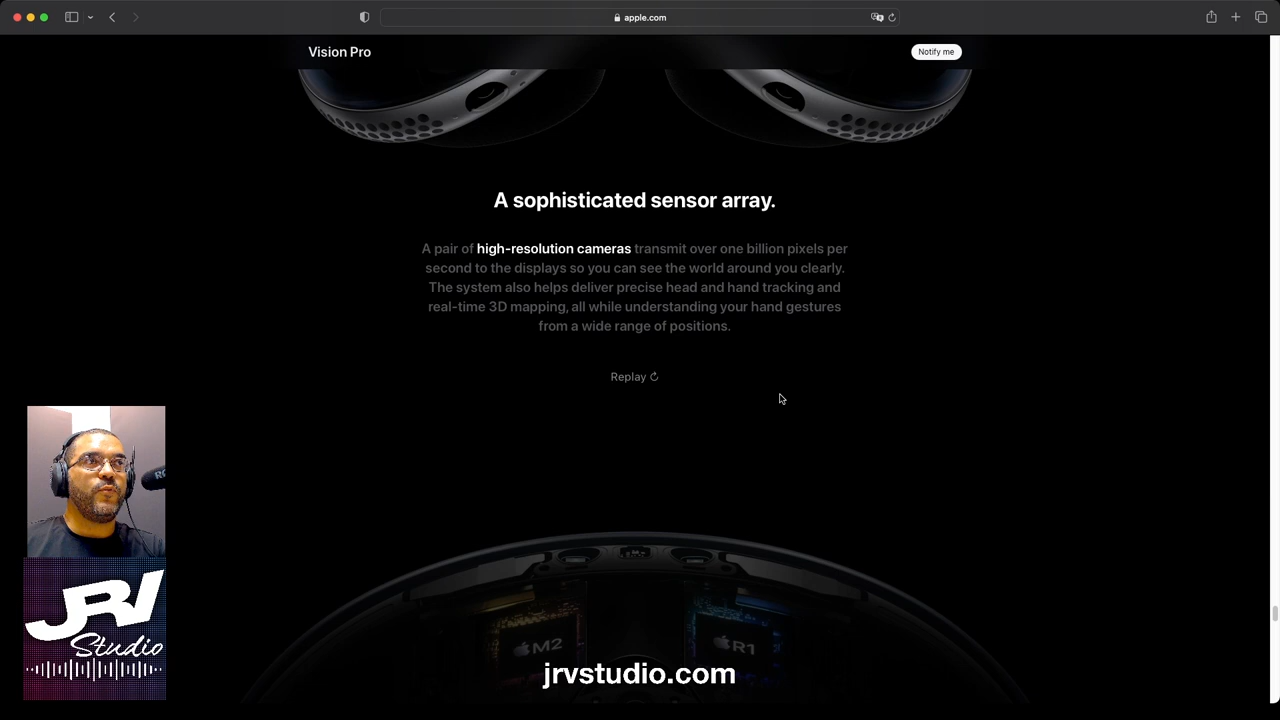 apple.com
Vision Pro
Notify me
A sophisticated sensor array.
A pair of high-resolution cameras transmit over one billion pixels per
second to the displays so you can see the world around you clearly.
The system also helps deliver precise head and hand tracking and
real-time 3D mapping, all while understanding your hand gestures
from a wide range of positions.
Replay
M2
R1
JRV
Studio
jrvstudio.com